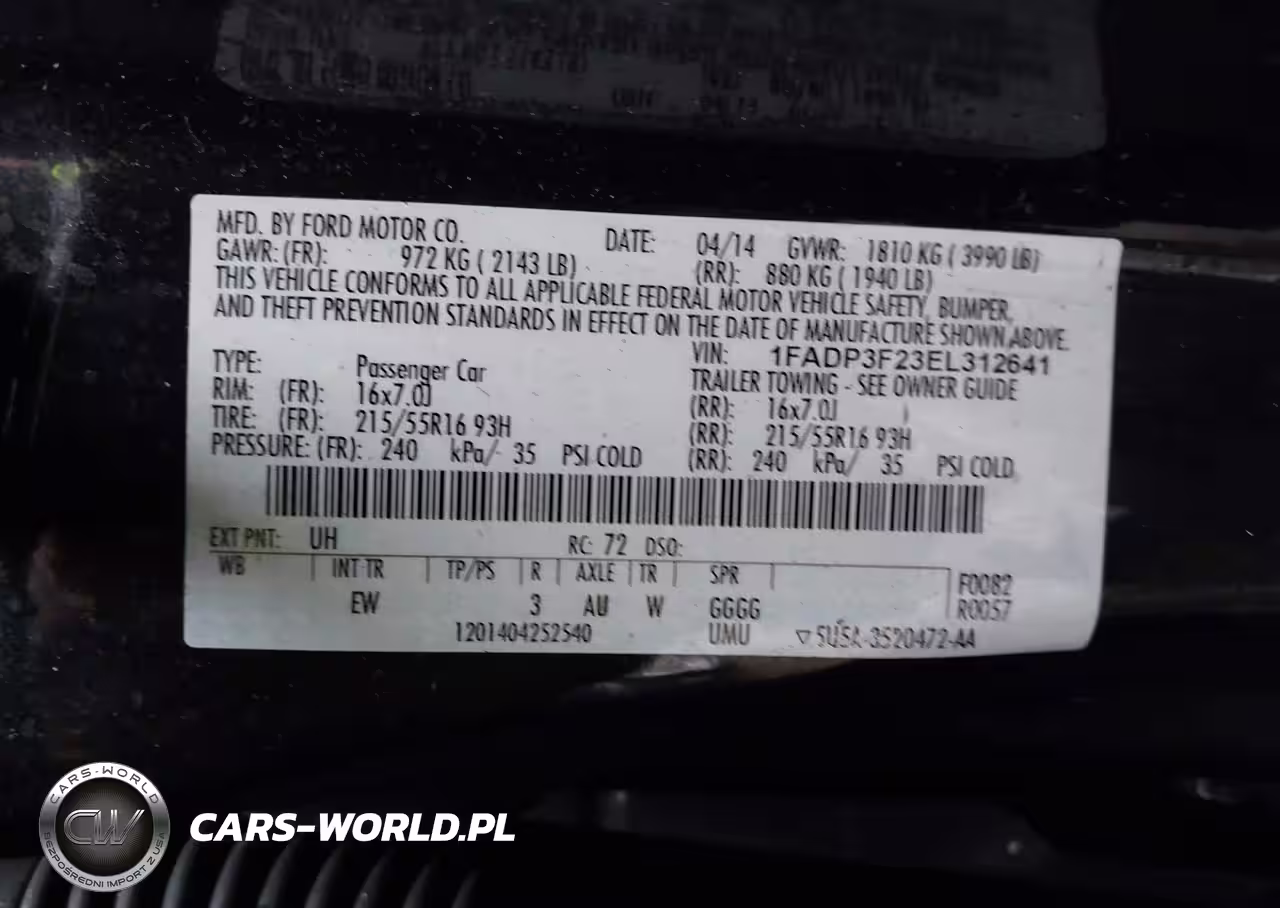 MFD. BY FORD MOTOR CO. DATE: 04/14 GVWR: 1810 KG ( 3990 LB)
GAWR: (FR): 972 KG ( 2143 LB) (RR): 880 KG ( 1940 LB)
THIS VEHICLE CONFORMS TO ALL APPLICABLE FEDERAL MOTOR VEHICLE SAFETY, BUMPER,
AND THEFT PREVENTION STANDARDS IN EFFECT ON THE DATE OF MANUFACTURE SHOWN ABOVE.
VIN: 1FADP3F23EL312641
TYPE: Passenger Car TRAILER TOWING - SEE OWNER GUIDE
RIM: (FR): 16x7.0J (RR): 16x7.0J
TIRE: (FR): 215/55R16 93H (RR): 215/55R16 93H
PRESSURE: (FR): 240 kPa/ 35 PSI COLD (RR): 240 kPa/ 35 PSI COLD
EXT PNT: UH RC: 72 DSO:
WB INT TR TP/PS R AXLE TR SPR F0082
EW 3 AU W GGGG R0057
1201404252540 UMU ▽ 5U5A-3520472-AA
CARS-WORLD
CW
BEZPOŚREDNI IMPORT Z USA
CARS-WORLD.PL